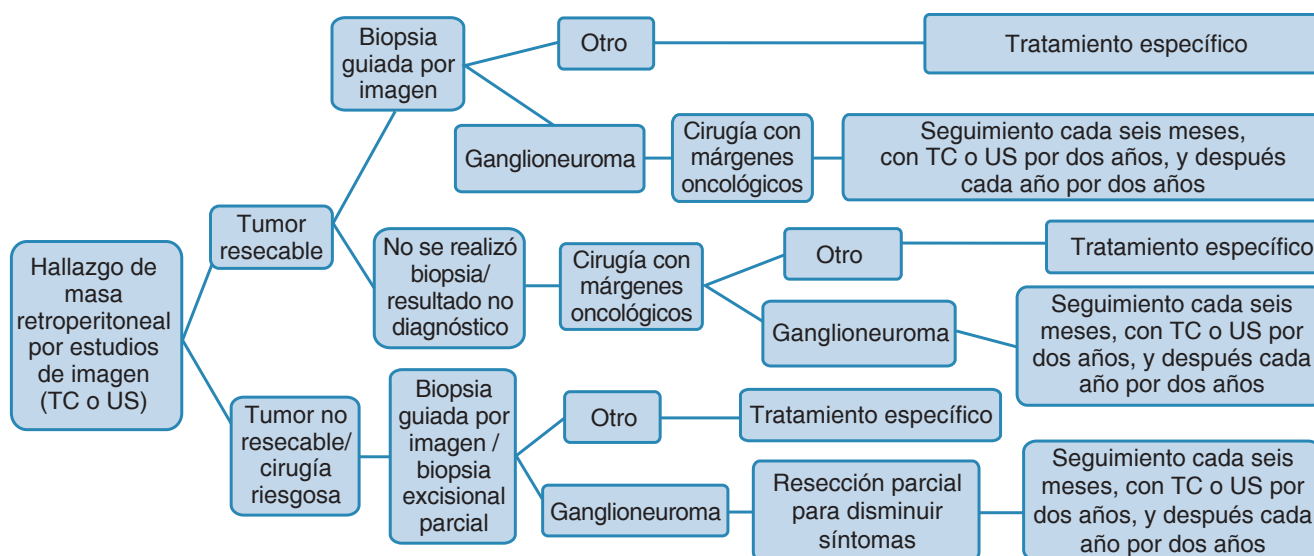 Hallazgo de
masa
retroperitoneal
por estudios
de imagen
(TC o US)
Tumor
resecable
Biopsia
guiada por
imagen
Otro
Tratamiento específico
Ganglioneuroma
Cirugía con
márgenes
oncológicos
Seguimiento cada seis meses,
con TC o US por dos años, y después
cada año por dos años
No se realizó
biopsia/
resultado no
diagnóstico
Cirugía con
márgenes
oncológicos
Otro
Tratamiento específico
Ganglioneuroma
Seguimiento cada seis
meses, con TC o US por
dos años, y después cada
año por dos años
Tumor no
resecable/
cirugía
riesgosa
Biopsia
guiada por
imagen /
biopsia
excisional
parcial
Otro
Tratamiento específico
Ganglioneuroma
Resección parcial
para disminuir
síntomas
Seguimiento cada seis
meses, con TC o US por
dos años, y después cada
año por dos años